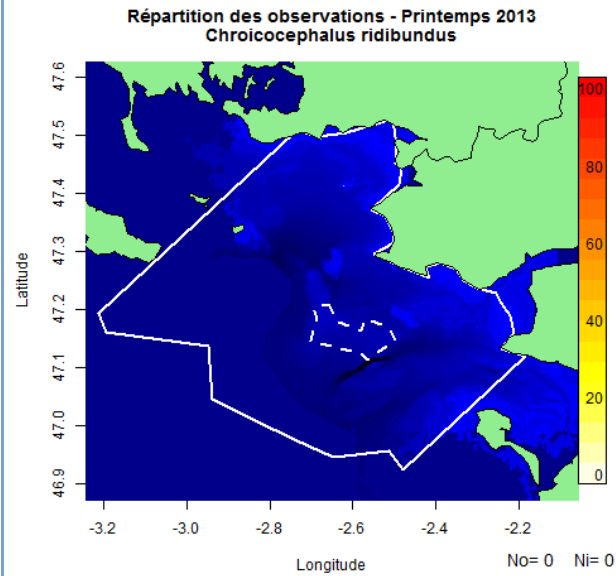 Répartition des observations - Printemps 2013
Chroicocephalus ridibundus
47.6
47.5
47.4
47.3
47.2
47.1
47.0
46.9
Latitude
100
80
60
40
20
0
-3.2 -3.0 -2.8 -2.6 -2.4 -2.2
Longitude
No= 0 Ni= 0